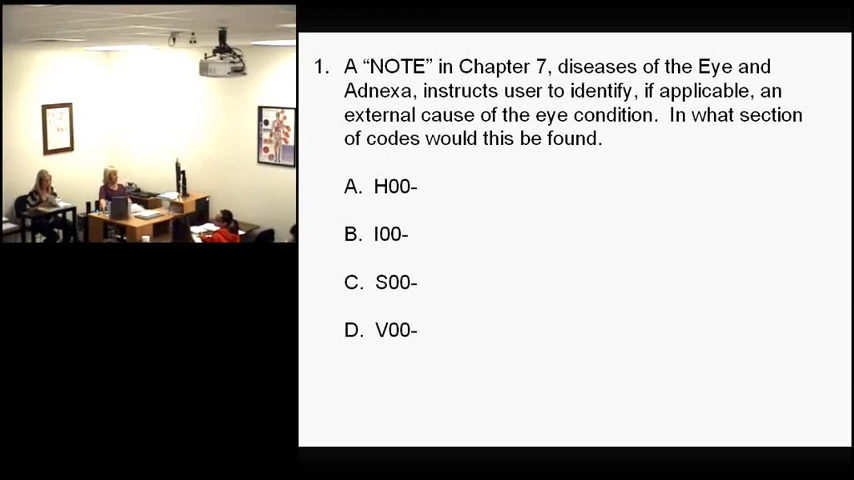 1. A “NOTE” in Chapter 7, diseases of the Eye and
Adnexa, instructs user to identify, if applicable, an
external cause of the eye condition. In what section
of codes would this be found.
A. H00-
B. I00-
C. S00-
D. V00-